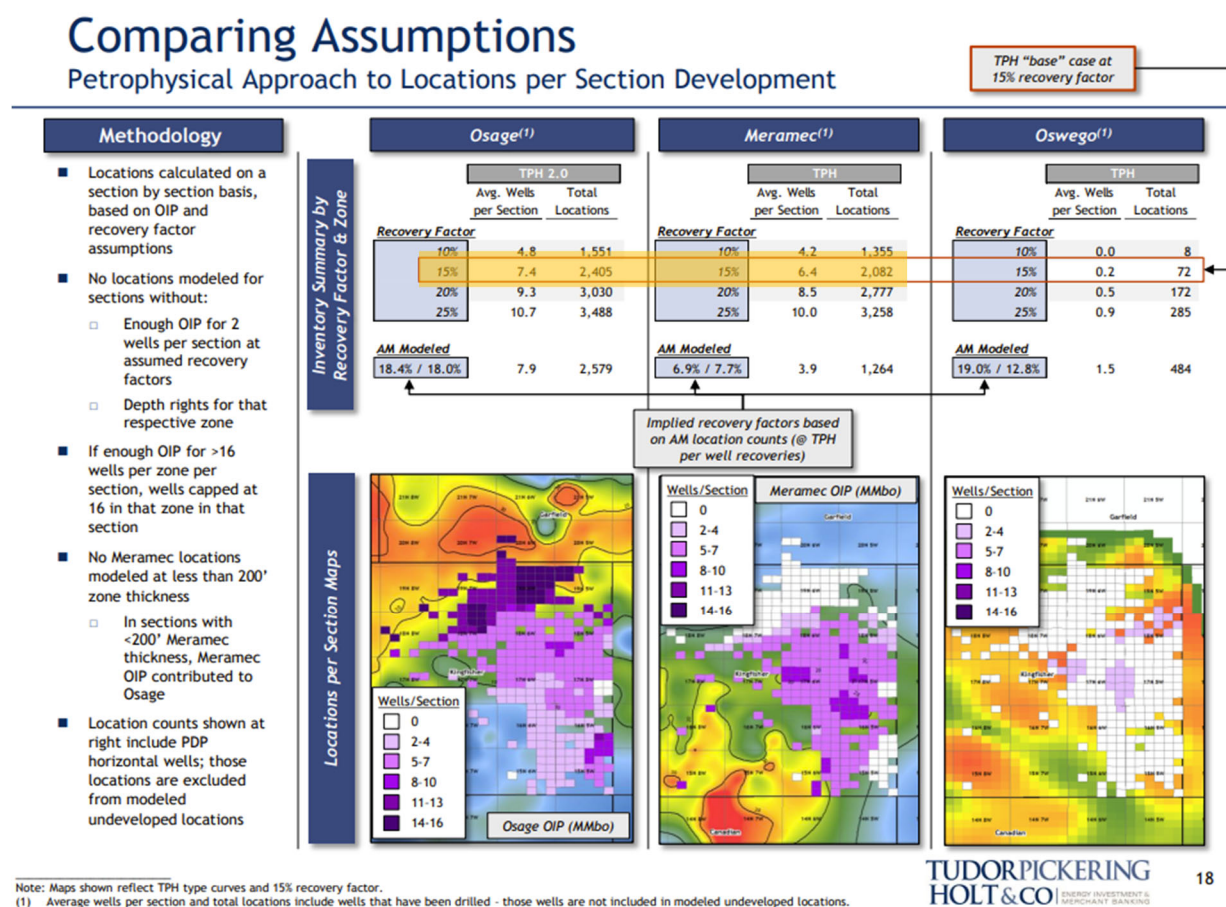 Comparing Assumptions
Petrophysical Approach to Locations per Section Development
TPH “base” case at
15% recovery factor
Methodology
■ Locations calculated on a
section by section basis,
based on OIP and
recovery factor
assumptions
■ No locations modeled for
sections without:
□ Enough OIP for 2
wells per section at
assumed recovery
factors
□ Depth rights for that
respective zone
■ If enough OIP for >16
wells per zone per
section, wells capped at
16 in that zone in that
section
■ No Meramec locations
modeled at less than 200’
zone thickness
□ In sections with
<200’ Meramec
thickness, Meramec
OIP contributed to
Osage
■ Location counts shown at
right include PDP
horizontal wells; those
locations are excluded
from modeled
undeveloped locations
Inventory Summary by
Recovery Factor & Zone
Osage(1)
TPH 2.0
Avg. Wells Total
per Section Locations
Recovery Factor
10% 4.8 1,551
15% 7.4 2,405
20% 9.3 3,030
25% 10.7 3,488
AM Modeled
18.4% / 18.0% 7.9 2,579
Meramec(1)
TPH
Avg. Wells Total
per Section Locations
Recovery Factor
10% 4.2 1,355
15% 6.4 2,082
20% 8.5 2,777
25% 10.0 3,258
AM Modeled
6.9% / 7.7% 3.9 1,264
Oswego(1)
TPH
Avg. Wells Total
per Section Locations
Recovery Factor
10% 0.0 8
15% 0.2 72
20% 0.5 172
25% 0.9 285
AM Modeled
19.0% / 12.8% 1.5 484
Implied recovery factors based
on AM location counts (@ TPH
per well recoveries)
Locations per Section Maps
Garfield
Kingfisher
Wells/Section
0
2-4
5-7
8-10
11-13
14-16
Osage OIP (MMbo)
Wells/Section
0
2-4
5-7
8-10
11-13
14-16
Meramec OIP (MMbo)
Garfield
Kingfisher
Canadian
Wells/Section
0
2-4
5-7
8-10
11-13
14-16
Garfield
Kingfisher
Canadian
Note: Maps shown reflect TPH type curves and 15% recovery factor.
(1) Average wells per section and total locations include wells that have been drilled - those wells are not included in modeled undeveloped locations.
TUDORPICKERING
HOLT&CO
ENERGY INVESTMENT &
MERCHANT BANKING
18